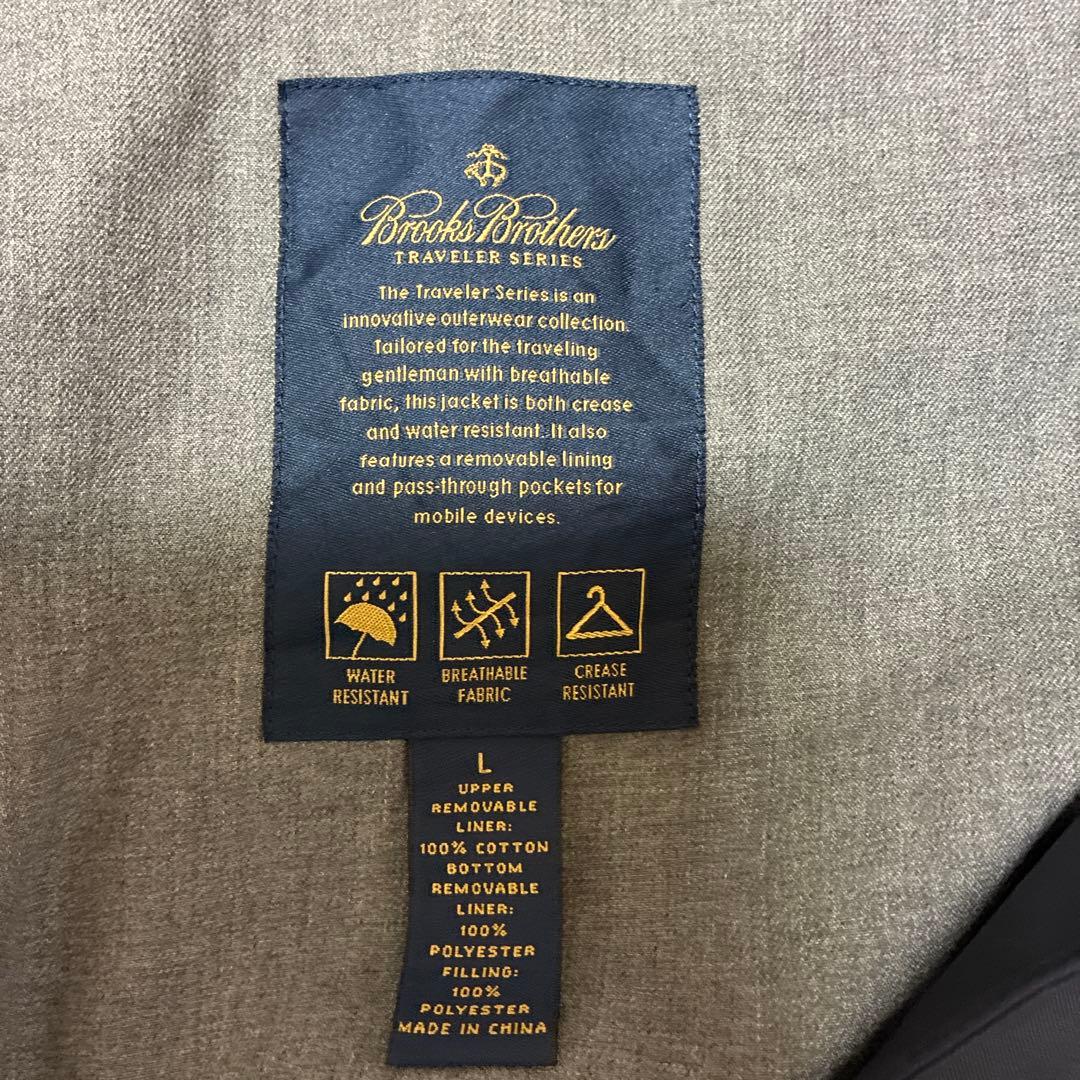 Brooks Brothers
TRAVELER SERIES
The Traveler Series is an
innovative outerwear collection.
Tailored for the traveling
gentleman with breathable
fabric, this jacket is both crease
and water resistant. It also
features a removable lining
and pass-through pockets for
mobile devices.
WATER
RESISTANT
BREATHABLE
FABRIC
CREASE
RESISTANT
L
UPPER
REMOVABLE
LINER:
100% COTTON
BOTTOM
REMOVABLE
LINER:
100%
POLYESTER
FILLING:
100%
POLYESTER
MADE IN CHINA